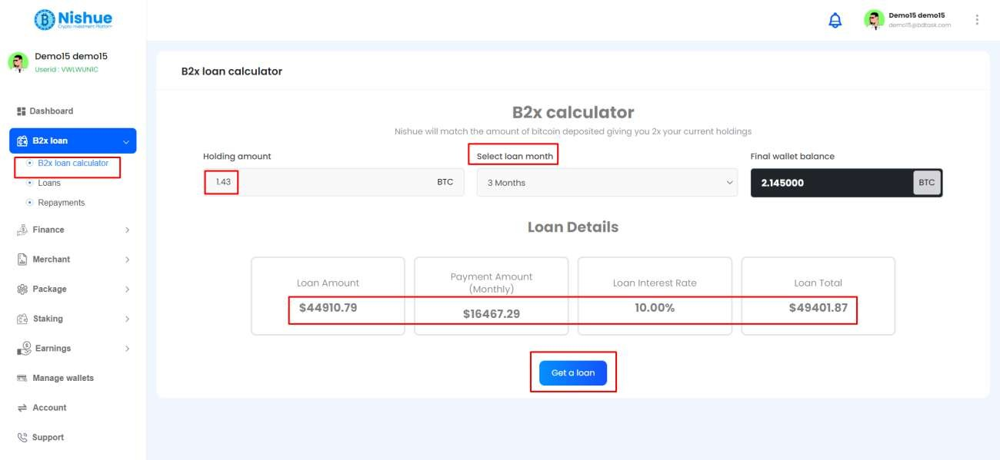 Nishue
Crypto Investment Platform
Demo15 demo15
demo15@bdtask.com
Demo15 demo15
Userid : VWLWUN1C
Dashboard
B2x loan
B2x loan calculator
Loans
Repayments
Finance
Merchant
Package
Staking
Earnings
Manage wallets
Account
Support
B2x loan calculator
B2x calculator
Nishue will match the amount of bitcoin deposited giving you 2x your current holdings
Holding amount
1.43 BTC
Select loan month
3 Months
Final wallet balance
2.145000 BTC
Loan Details
Loan Amount
$44910.79
Payment Amount
(Monthly)
$16467.29
Loan Interest Rate
10.00%
Loan Total
$49401.87
Get a loan